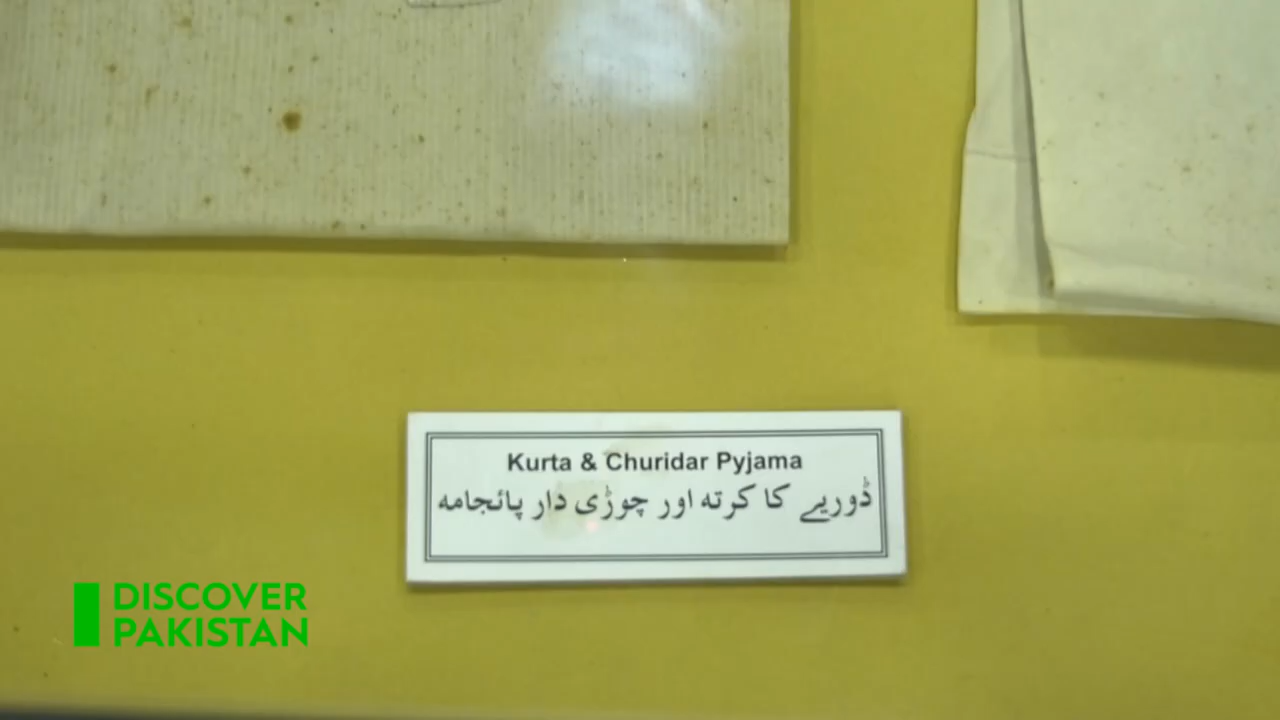 Kurta & Churidar Pyjama
ڈوریے کا کرتہ اور چوڑی دار پائجامہ
DISCOVER
PAKISTAN